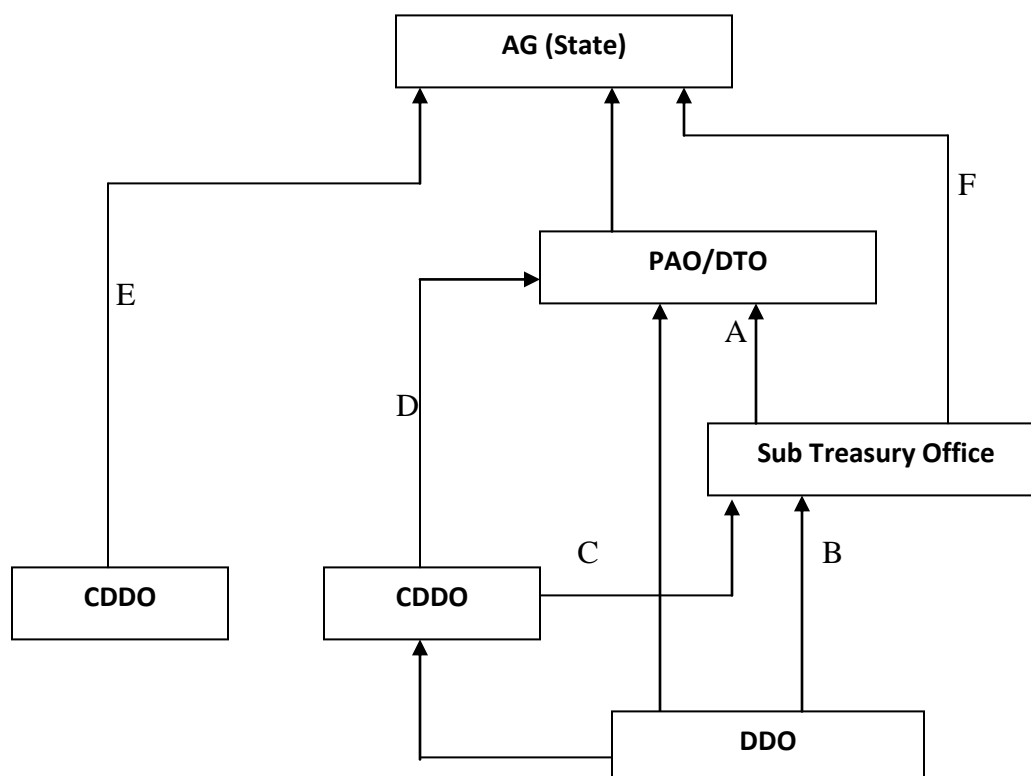 AG (State)
F
PAO/DTO
E
A
D
Sub Treasury Office
C
B
CDDO
CDDO
DDO